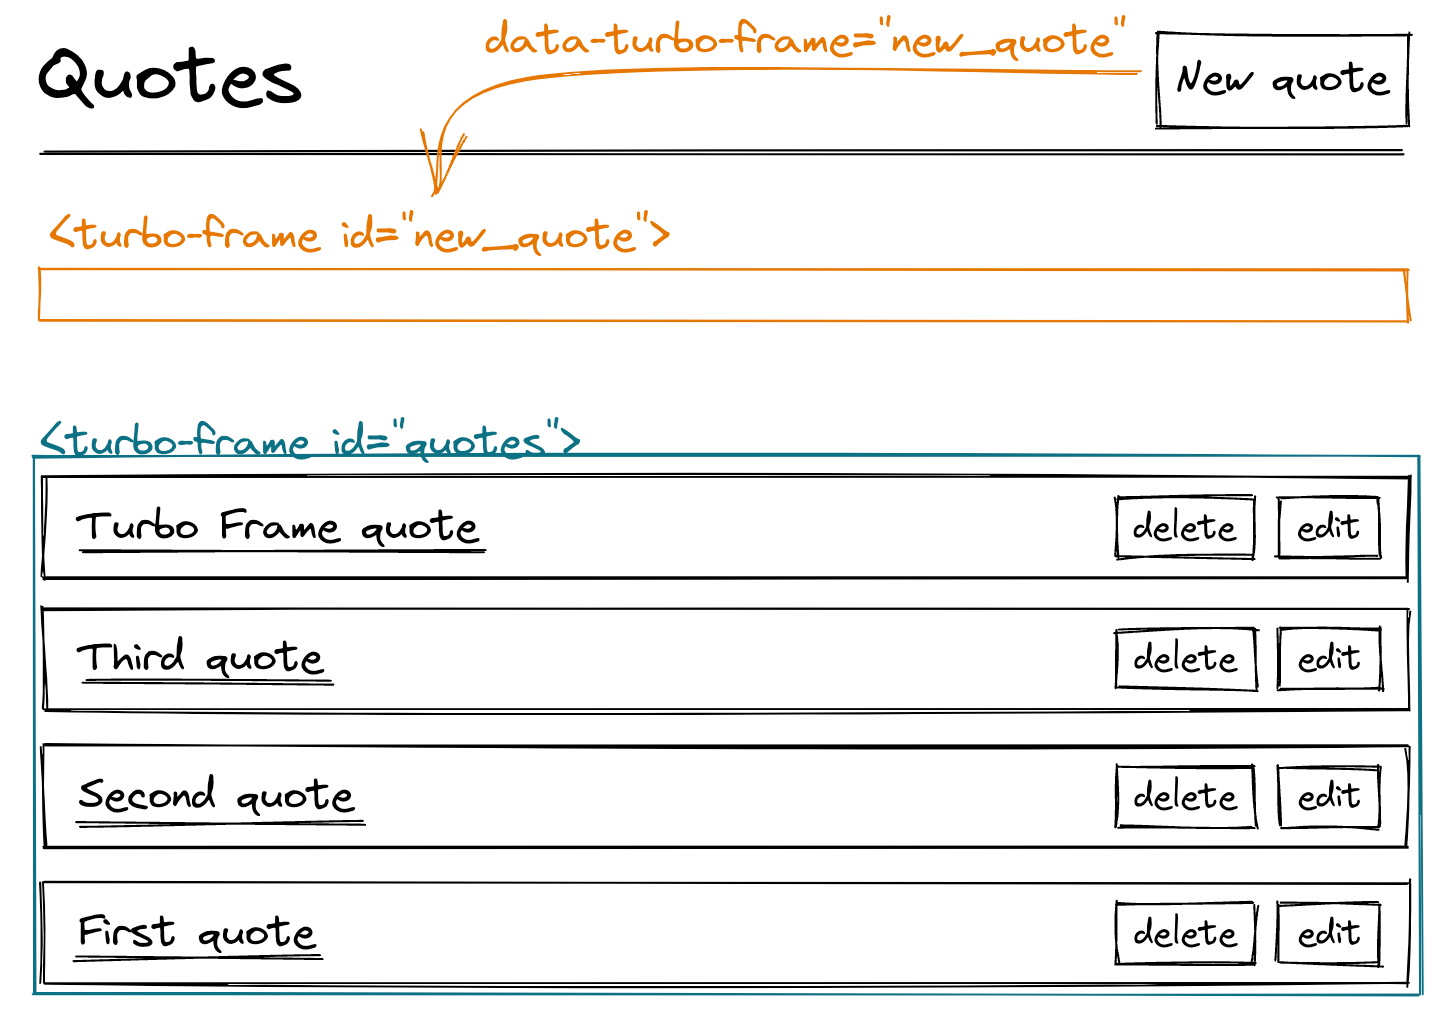 data-turbo-frame="new_quote"
Quotes
New quote
<turbo-frame id="new_quote">
<turbo-frame id="quotes">
Turbo Frame quote delete edit
Third quote delete edit
Second quote delete edit
First quote delete edit